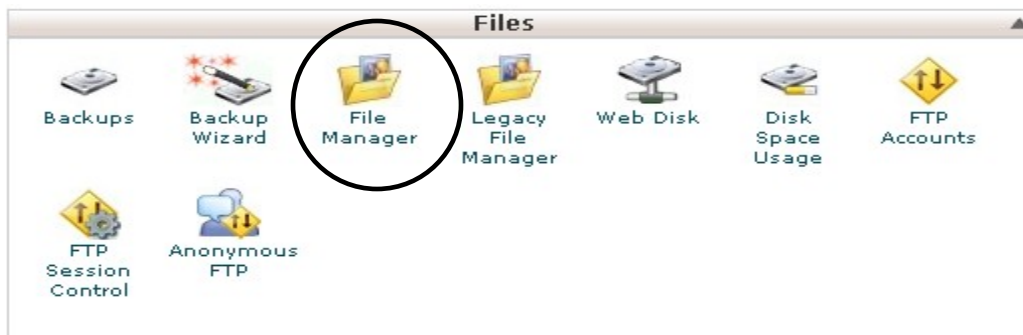 Files
Backups
Backup
Wizard
File
Manager
Legacy
File
Manager
Web Disk
Disk
Space
Usage
FTP
Accounts
FTP
Session
Control
Anonymous
FTP